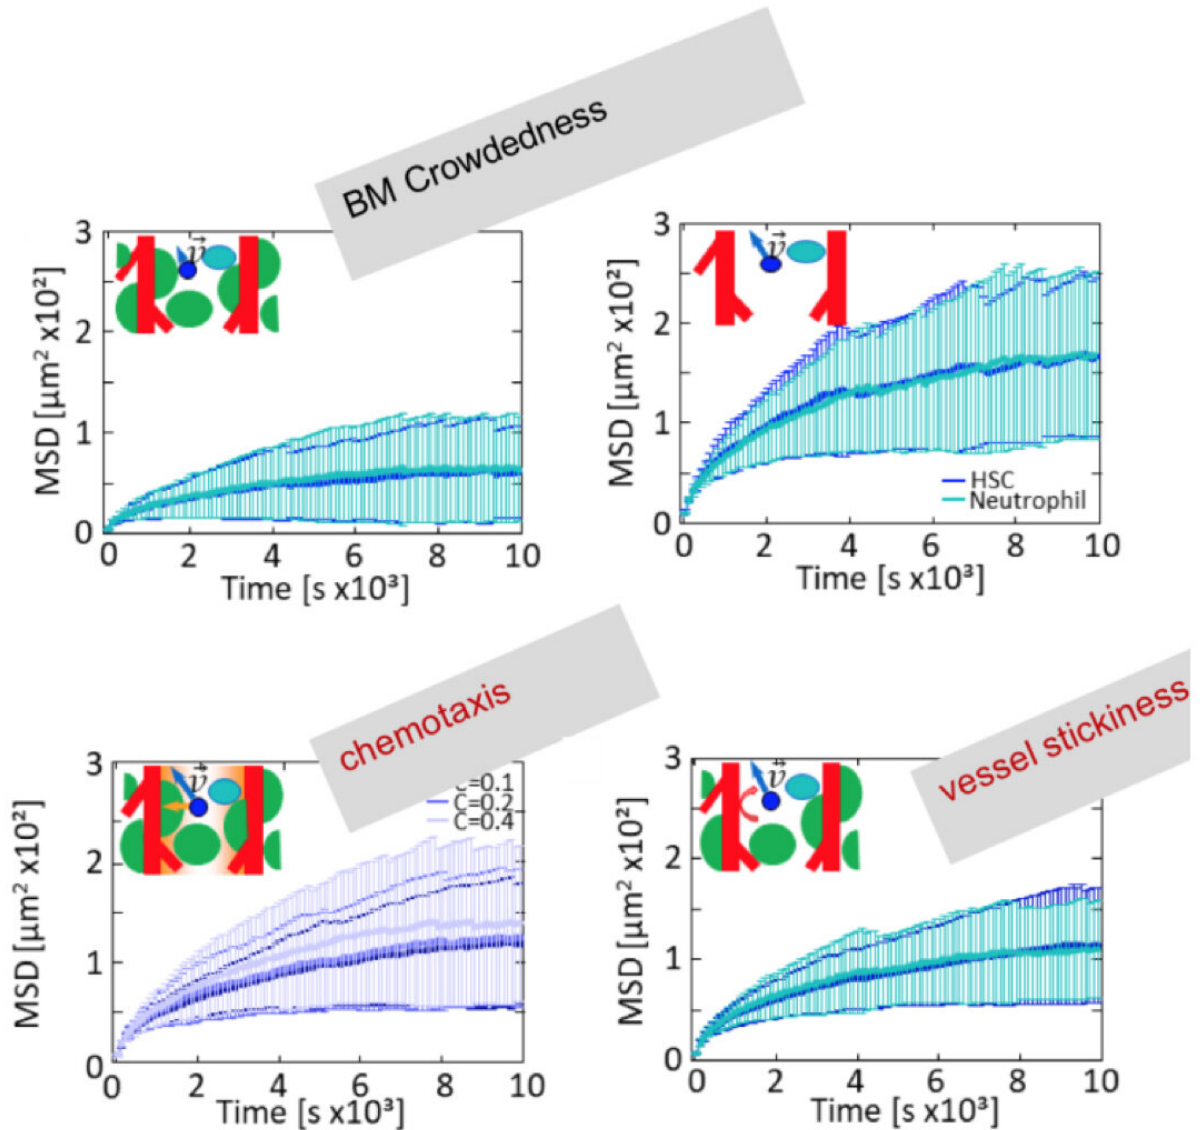 BM Crowdedness
3
2
1
0
MSD [µm² x10²]
v
0 2 4 6 8 10
Time [s x10³]
3
2
1
0
MSD [µm² x10²]
v
HSC
Neutrophil
0 2 4 6 8 10
Time [s x10³]
chemotaxis
3
2
1
0
MSD [µm² x10²]
v
C=0.1
C=0.2
C=0.4
0 2 4 6 8 10
Time [s x10³]
vessel stickiness
3
2
1
0
MSD [µm² x10²]
v
0 2 4 6 8 10
Time [s x10³]